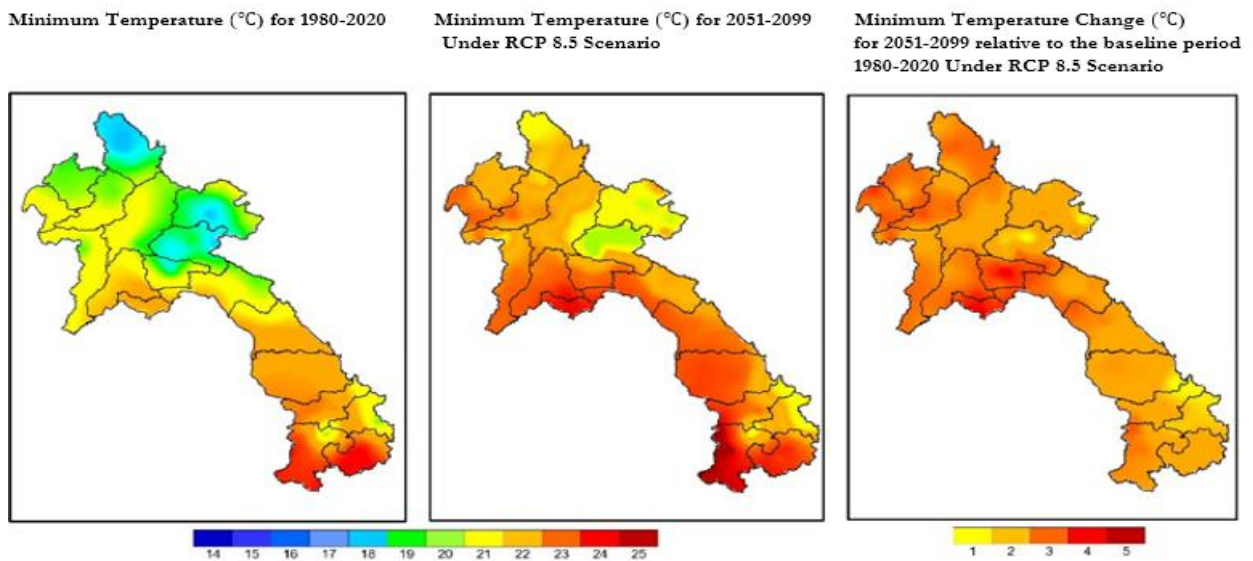 Minimum Temperature (℃) for 1980-2020
Minimum Temperature (℃) for 2051-2099
Under RCP 8.5 Scenario
Minimum Temperature Change (℃)
for 2051-2099 relative to the baseline period
1980-2020 Under RCP 8.5 Scenario
14 15 16 17 18 19 20 21 22 23 24 25
1 2 3 4 5